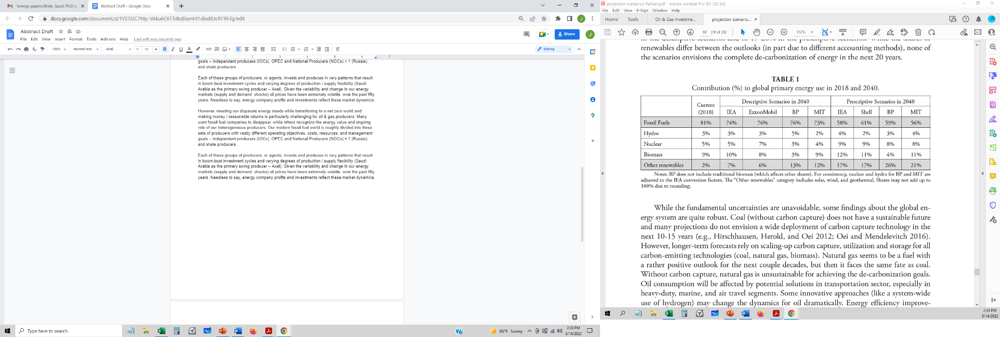 "energy papers/Shale, Saudi Ph.D p
Abstract Draft - Google Docs
docs.google.com/document/d/1YS7J2C7Mp-VAku6C6TTdksBlamHI1dbxBEtcftFRhTg/edit
Abstract Draft
File Edit View Insert Format Tools Add-ons Help Last edit was seconds ago
Share
J
100% Normal text Arial 11 B I U A Editing
goals – Independent producers (IOCs), OPEC and National Producers (NOCs) + 1 (Russia),
and shale producers.
Each of these groups of producers, or agents, invests and produces in very patterns that result
in boom-bust investment cycles and varying degrees of production / supply flexibility (Saudi
Arabia as the primary swing producer – Axel). Given the variability and change in our energy
markets (supply and demand shocks) oil prices have been extremely volatile over the past fifty
years. Needless to say, energy company profits and investments reflect these market dynamics.
However, meeting our disparate energy needs while transitioning to a net zero world and
making money / reasonable returns is particularly challenging for oil & gas producers. Many
want fossil fuel companies to disappear, while others recognize the energy value and ongoing
role of our heterogeneous producers. Our modern fossil fuel world is roughly divided into three
sets of producers with vastly different operating objectives, costs, resources, and management
goals – Independent producers (IOCs), OPEC and National Producers (NOCs) + 1 (Russia),
and shale producers.
Each of these groups of producers, or agents, invests and produces in very patterns that result
in boom-bust investment cycles and varying degrees of production / supply flexibility (Saudi
Arabia as the primary swing producer – Axel). Given the variability and change in our energy
markets (supply and demand shocks) oil prices have been extremely volatile over the past fifty
years. Needless to say, energy company profits and investments reflect these market dynamics.
Type here to search
86°F Sunny
2:33 PM
5/14/2022
projection scenarios-Paltsev.pdf - Adobe Acrobat Pro DC (32-bit)
File Edit View E-Sign Window Help
Home Tools Oil & Gas Investme... projection scenario...
60 (18 of 20) 153%
in the descriptive scenarios and to 17-26% in the prescriptive scenarios. While the shares of
renewables differ between the outlooks (in part due to different accounting methods), none of
the scenarios envisions the complete de-carbonization of energy in the next 20 years.
TABLE 1
Contribution (%) to global primary energy use in 2018 and 2040.
Current (2018) Descriptive Scenarios in 2040 Prescriptive Scenarios in 2040
IEA ExxonMobil BP MIT IEA Shell BP MIT
Fossil Fuels 81% 74% 76% 76% 73% 58% 61% 59% 56%
Hydro 3% 3% 3% 5% 2% 4% 2% 3% 4%
Nuclear 5% 5% 7% 3% 4% 9% 9% 8% 8%
Biomass 9% 10% 8% 3% 9% 12% 11% 4% 11%
Other renewables 2% 7% 6% 13% 12% 17% 17% 26% 21%
Notes: BP does not include traditional biomass (which affects other shares). For consistency, nuclear and hydro for BP and MIT are
adjusted to the IEA conversion factors. The "Other renewables" category includes solar, wind, and geothermal. Shares may not add up to
100% due to rounding.
While the fundamental uncertainties are unavoidable, some findings about the global en-
ergy system are quite robust. Coal (without carbon capture) does not have a sustainable future
and many projections do not envision a wide deployment of carbon capture technology in the
next 10-15 years (e.g., Hirschhausen, Herold, and Oei 2012; Oei and Mendelevitch 2016).
However, longer-term forecasts rely on scaling-up carbon capture, utilization and storage for all
carbon-emitting technologies (coal, natural gas, biomass). Natural gas seems to be a fuel with
a rather positive outlook for the next couple decades, but then it faces the same fate as coal.
Without carbon capture, natural gas is unsustainable for achieving the de-carbonization goals.
Oil consumption will be affected by potential solutions in transportation sector, especially in
heavy-duty, marine, and air travel segments. Some innovative approaches (like a system-wide
use of hydrogen) may change the dynamics for oil dramatically. Energy efficiency improve-
2:33 PM
5/14/2022